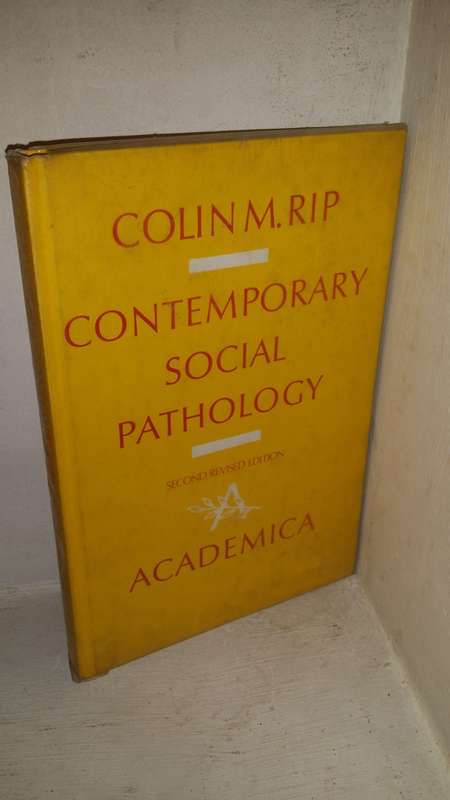 COLIN M. RIP
CONTEMPORARY
SOCIAL
PATHOLOGY
SECOND REVISED EDITION
ACADEMICA